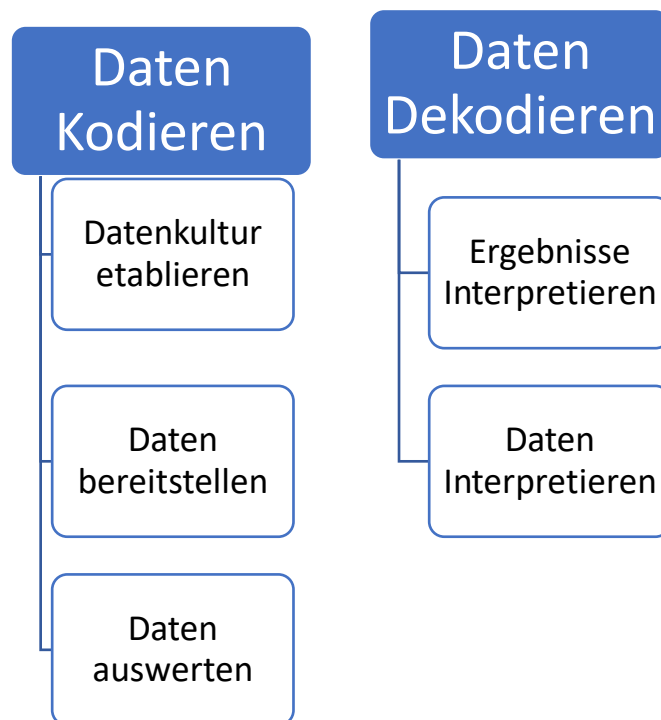 Daten
Kodieren
Datenkultur
etablieren
Daten
bereitstellen
Daten
auswerten
Daten
Dekodieren
Ergebnisse
Interpretieren
Daten
Interpretieren